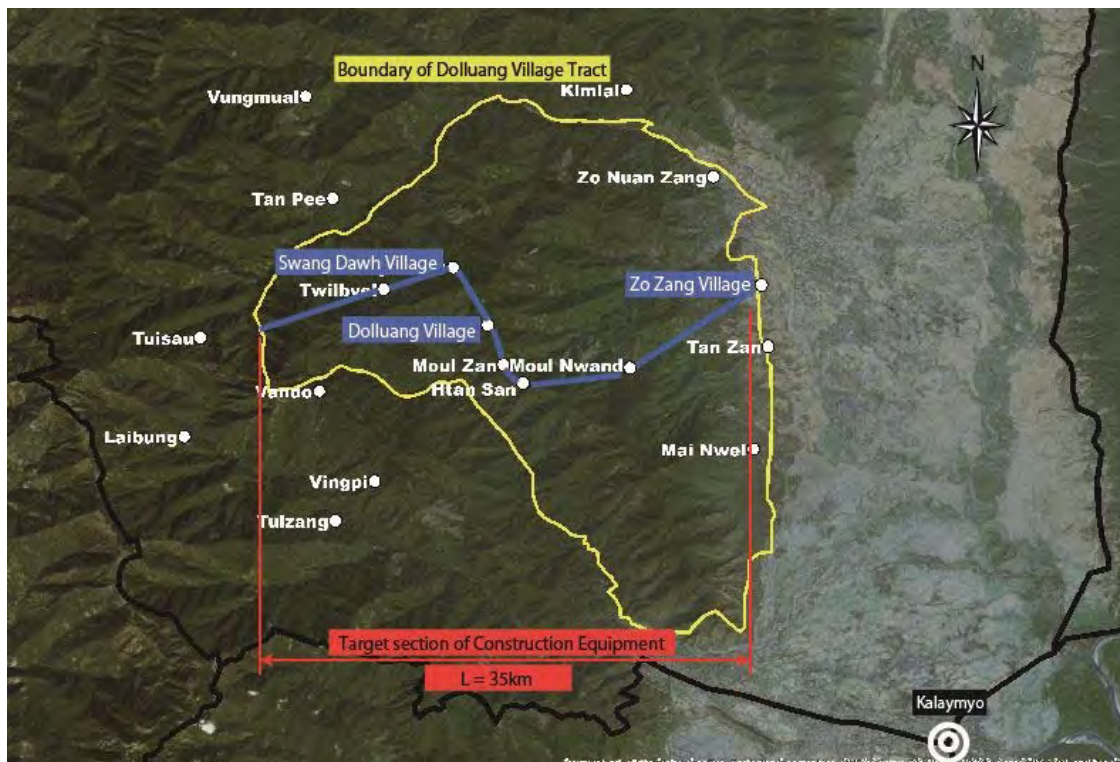 Boundary of Dolluang Village Tract
N
Vungmual
Kimlai
Zo Nuan Zang
Tan Pee
Swang Dawh Village
Twilbyel
Zo Zang Village
Dolluang Village
Tuisau
Tan Zan
Moul Zan
Moul Nwand
Htan San
Vando
Laibung
Mai Nwel
Vingpi
Tulzang
Target section of Construction Equipment
L = 35km
Kalaymyo